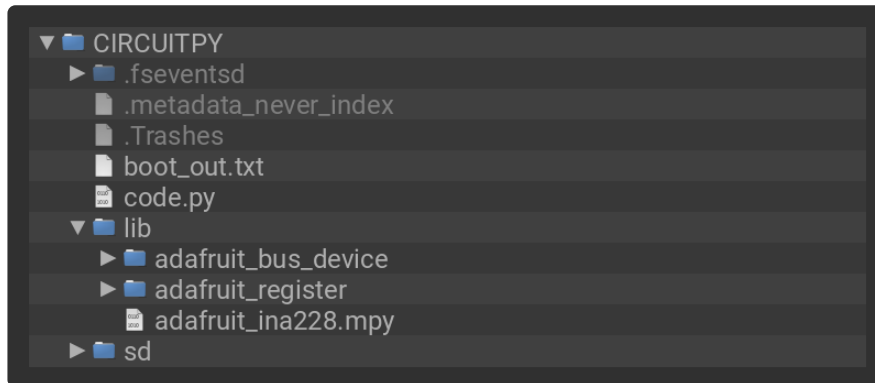 CIRCUITPY
.fseventsd
.metadata_never_index
.Trashes
boot_out.txt
code.py
lib
adafruit_bus_device
adafruit_register
adafruit_ina228.mpy
sd